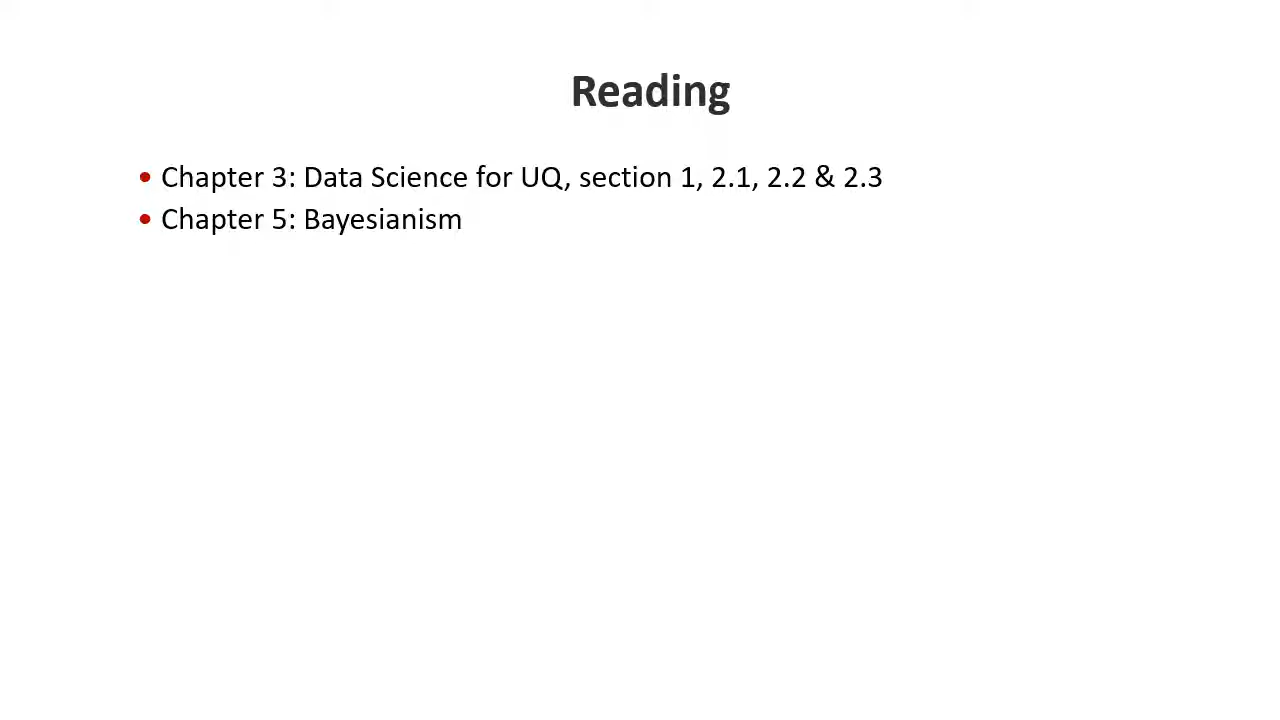 Reading
• Chapter 3: Data Science for UQ, section 1, 2.1, 2.2 & 2.3
• Chapter 5: Bayesianism